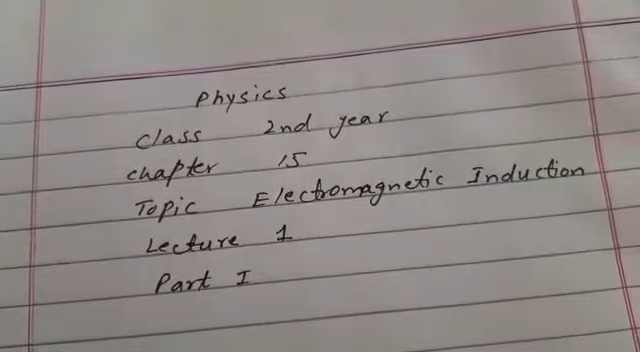 Physics
Class 2nd year
Chapter 15
Topic Electromagnetic Induction
Lecture 1
Part I